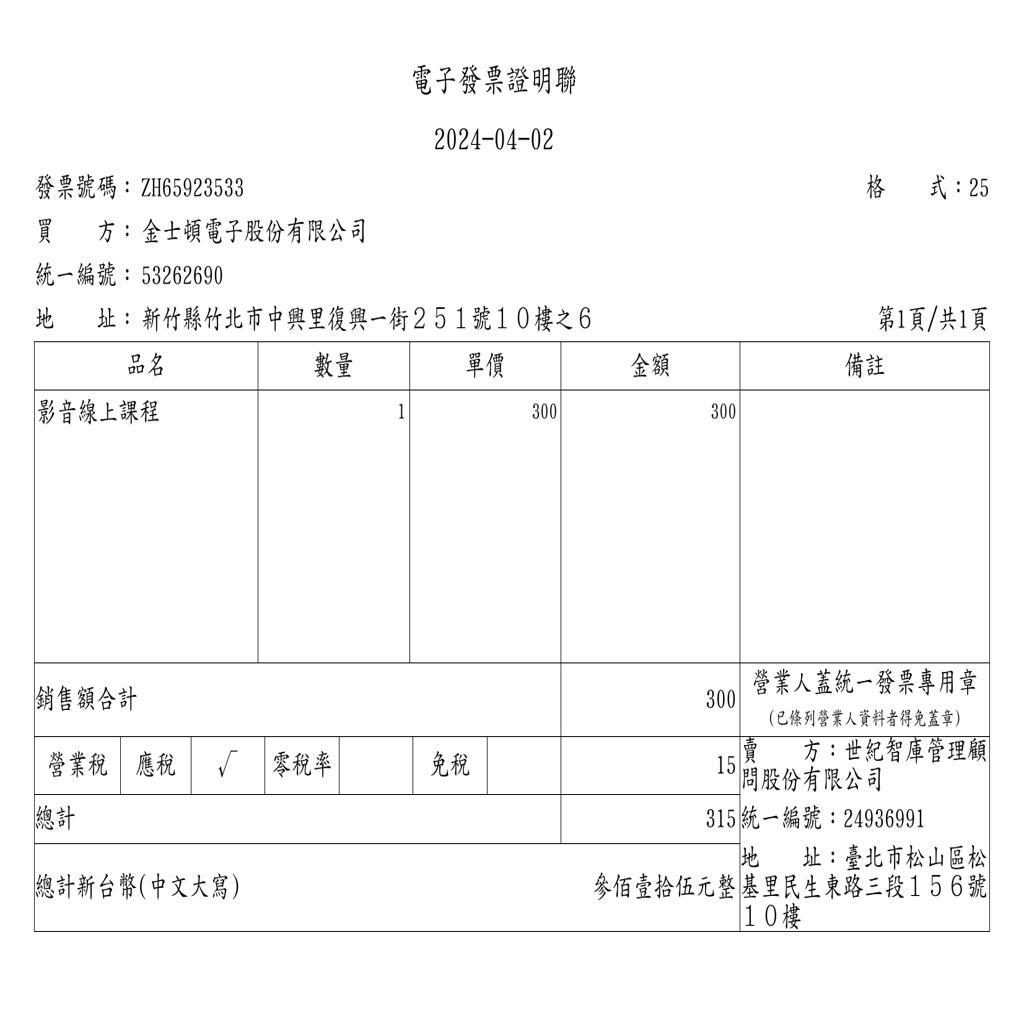 電子發票證明聯
2024-04-02
發票號碼：ZH65923533 格　式：25
買　方：金士頓電子股份有限公司
統一編號：53262690
地　址：新竹縣竹北市中興里復興一街２５１號１０樓之６ 第1頁/共1頁
品名 數量 單價 金額 備註
影音線上課程 1 300 300
銷售額合計 300
營業人蓋統一發票專用章
(已條列營業人資料者得免蓋章)
營業稅 應稅 √ 零稅率 免稅 15
賣　方：世紀智庫管理顧
問股份有限公司
總計 315
統一編號：24936991
總計新台幣(中文大寫) 參佰壹拾伍元整
地　址：臺北市松山區松
基里民生東路三段１５６號
１０樓